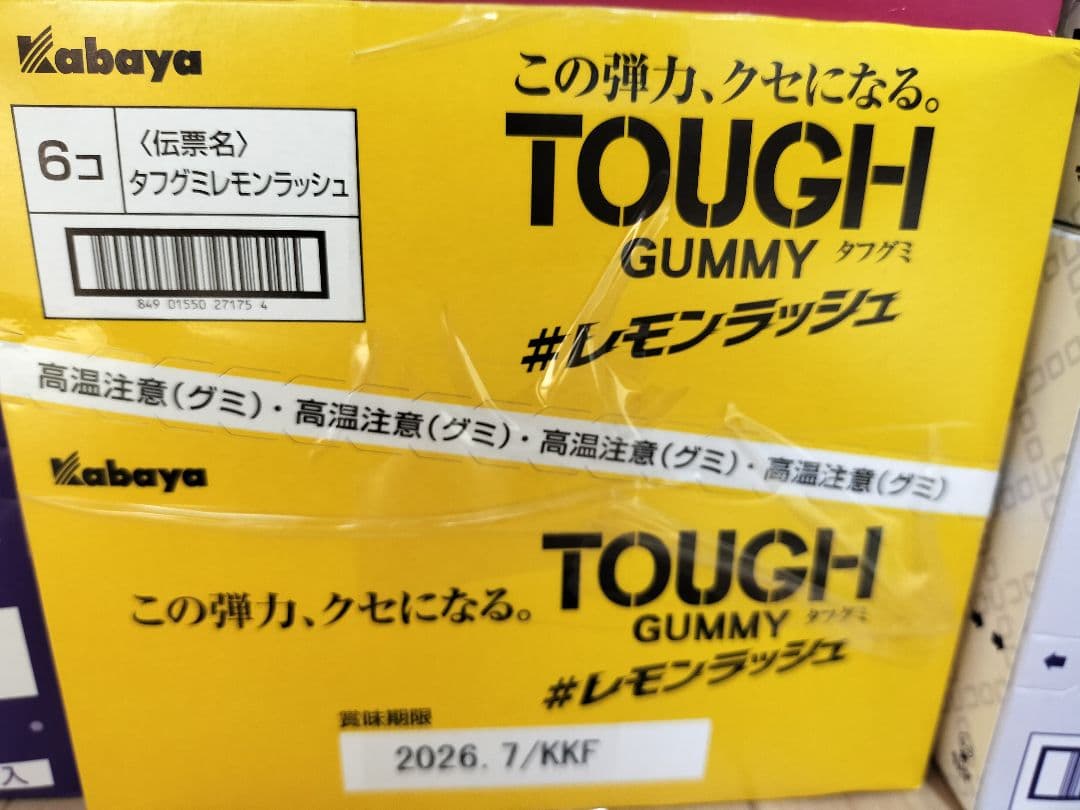 Kabaya
この弾力、クセになる。
6コ
〈伝票名〉
タフグミレモンラッシュ
TOUGH
GUMMY タフグミ
#レモンラッシュ
849 01550 27175 4
高温注意(グミ)・高温注意(グミ)・高温注意(グミ)・高温注意(グミ)
Kabaya
TOUGH
この弾力、クセになる。
GUMMY タフグミ
#レモンラッシュ
賞味期限
2026. 7/KKF
入